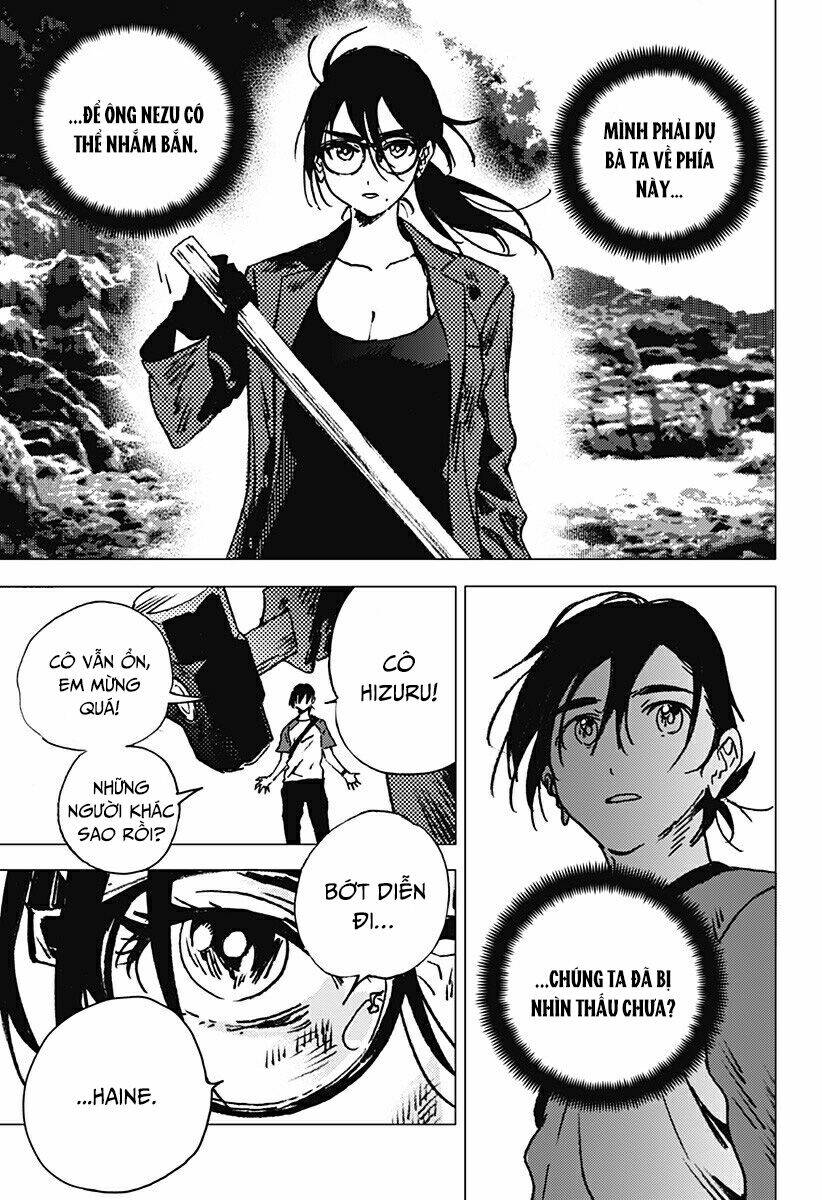 MÌNH PHẢI DỤ
BÀ TA VỀ PHÍA
NÀY...
...ĐỂ ÔNG NEZU CÓ
THỂ NHẮM BẮN.
...CHÚNG TA ĐÃ BỊ
NHÌN THẤU CHƯA?
CÔ
HIZURU!
CÔ VẪN ỔN,
EM MỪNG
QUÁ!
NHỮNG
NGƯỜI KHÁC
SAO RỒI?
BỚT DIỄN
ĐI...
...HAINE.